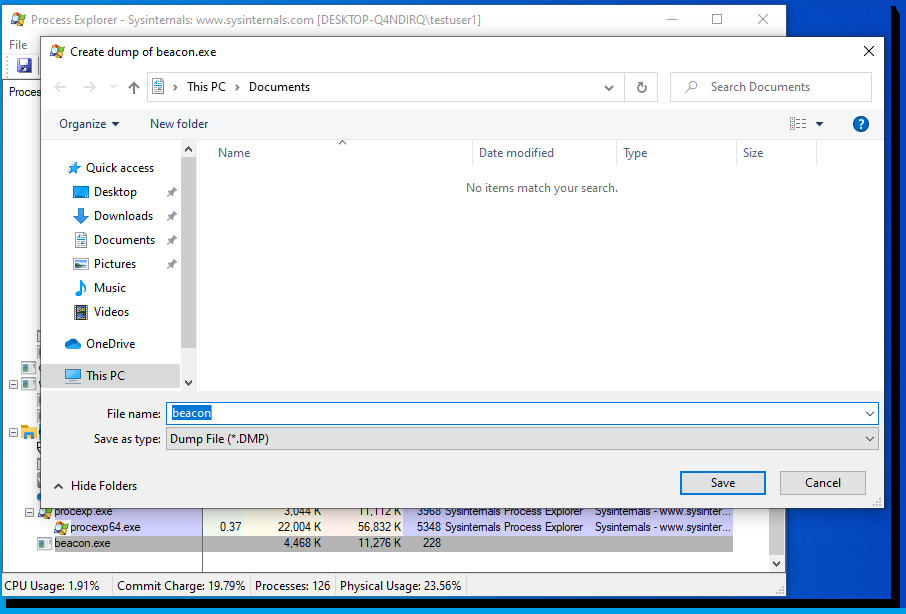 Process Explorer - Sysinternals: www.sysinternals.com [DESKTOP-Q4NDIRQ\testuser1]
File
Create dump of beacon.exe
This PC > Documents
Search Documents
Proces
Organize
New folder
?
Name
Date modified
Type
Size
No items match your search.
Quick access
Desktop
Downloads
Documents
Pictures
Music
Videos
OneDrive
This PC
File name: beacon
Save as type: Dump File (*.DMP)
Hide Folders
Save
Cancel
procexp.exe 3,044 K 11,112 K 3968 Sysinternals Process Explorer Sysinternals - www.sysinter...
procexp64.exe 0.37 22,004 K 56,832 K 5348 Sysinternals Process Explorer Sysinternals - www.sysinter...
beacon.exe 4,468 K 11,276 K 228
CPU Usage: 1.91% Commit Charge: 19.79% Processes: 126 Physical Usage: 23.56%